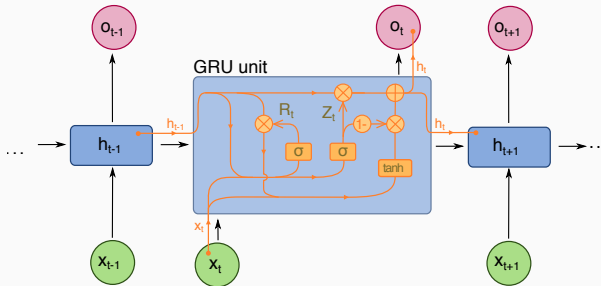 o_{t-1} o_t o_{t+1}
h_t
GRU unit
R_t Z_t
h_{t-1} 1- h_t
... h_{t-1} σ σ h_{t+1} ...
tanh
x_t
x_{t-1} x_t x_{t+1}